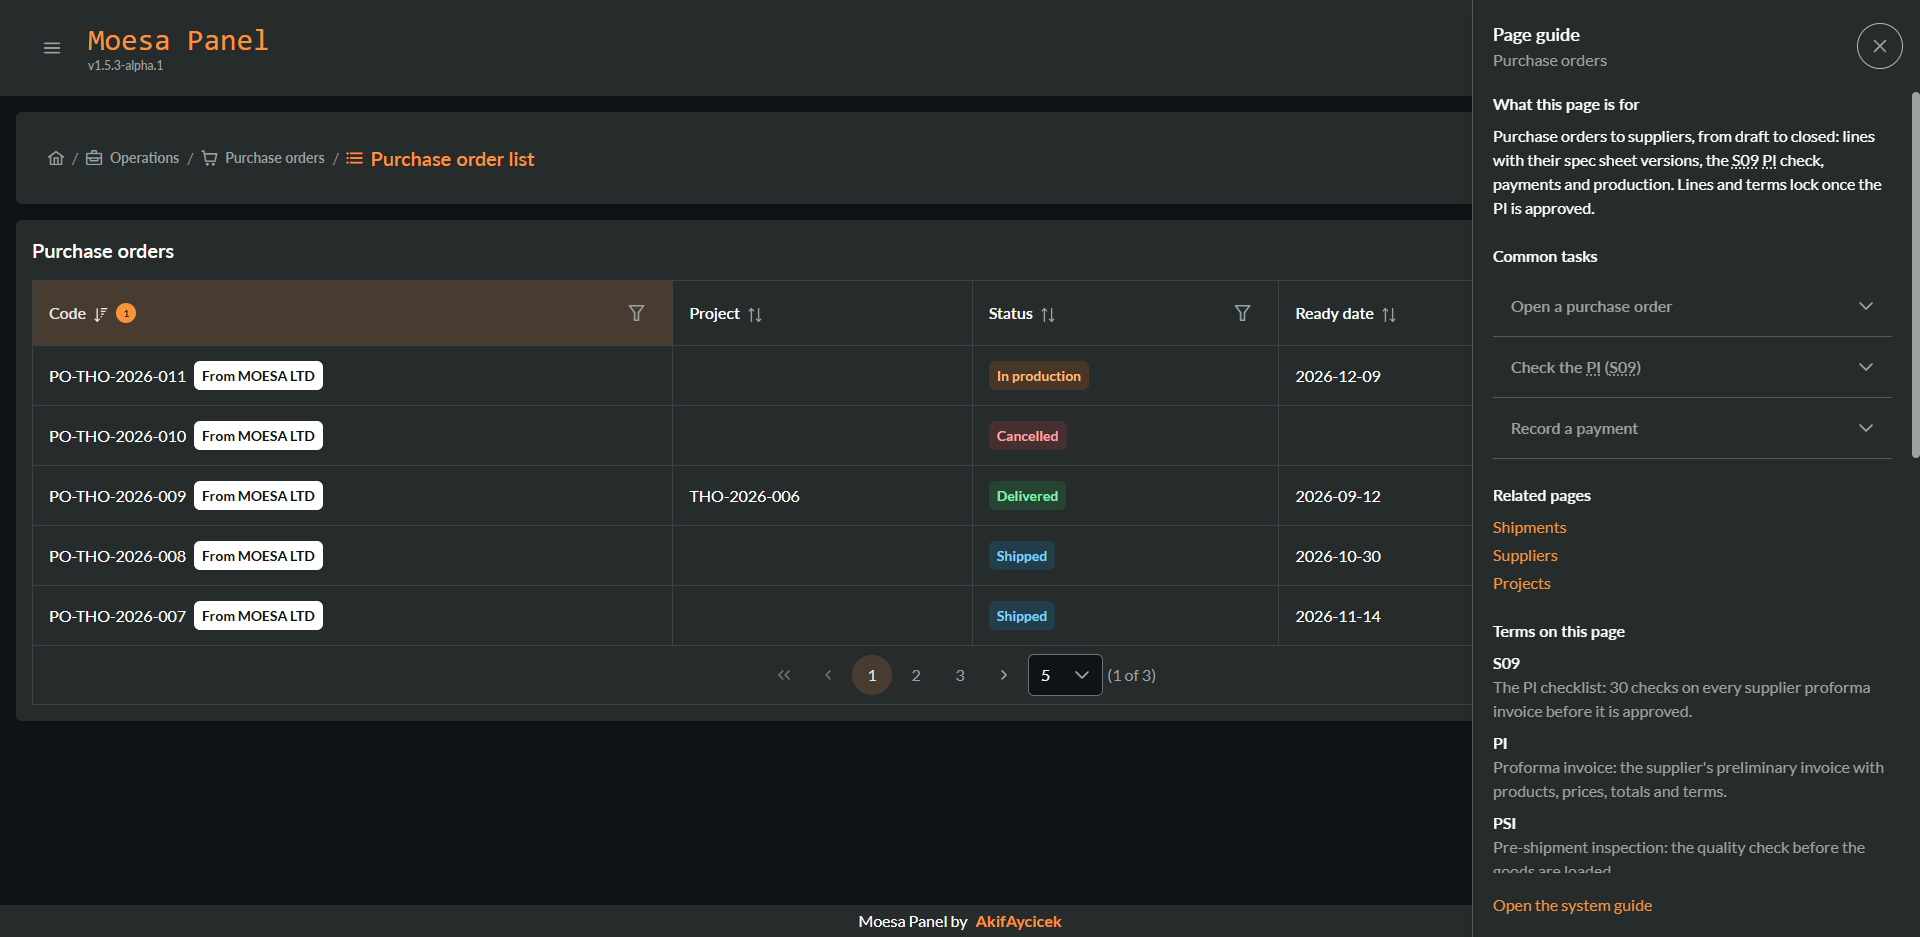 Moesa Panel
v1.5.3-alpha.1
/ Operations / Purchase orders / Purchase order list
Purchase orders
Code 1 Project Status Ready date
PO-THO-2026-011 From MOESA LTD In production 2026-12-09
PO-THO-2026-010 From MOESA LTD Cancelled
PO-THO-2026-009 From MOESA LTD THO-2026-006 Delivered 2026-09-12
PO-THO-2026-008 From MOESA LTD Shipped 2026-10-30
PO-THO-2026-007 From MOESA LTD Shipped 2026-11-14
1 2 3 5 (1 of 3)
Moesa Panel by AkifAycicek
Page guide
Purchase orders
What this page is for
Purchase orders to suppliers, from draft to closed: lines
with their spec sheet versions, the S09 PI check,
payments and production. Lines and terms lock once the
PI is approved.
Common tasks
Open a purchase order
Check the PI (S09)
Record a payment
Related pages
Shipments
Suppliers
Projects
Terms on this page
S09
The PI checklist: 30 checks on every supplier proforma
invoice before it is approved.
PI
Proforma invoice: the supplier's preliminary invoice with
products, prices, totals and terms.
PSI
Pre-shipment inspection: the quality check before the
goods are loaded
Open the system guide